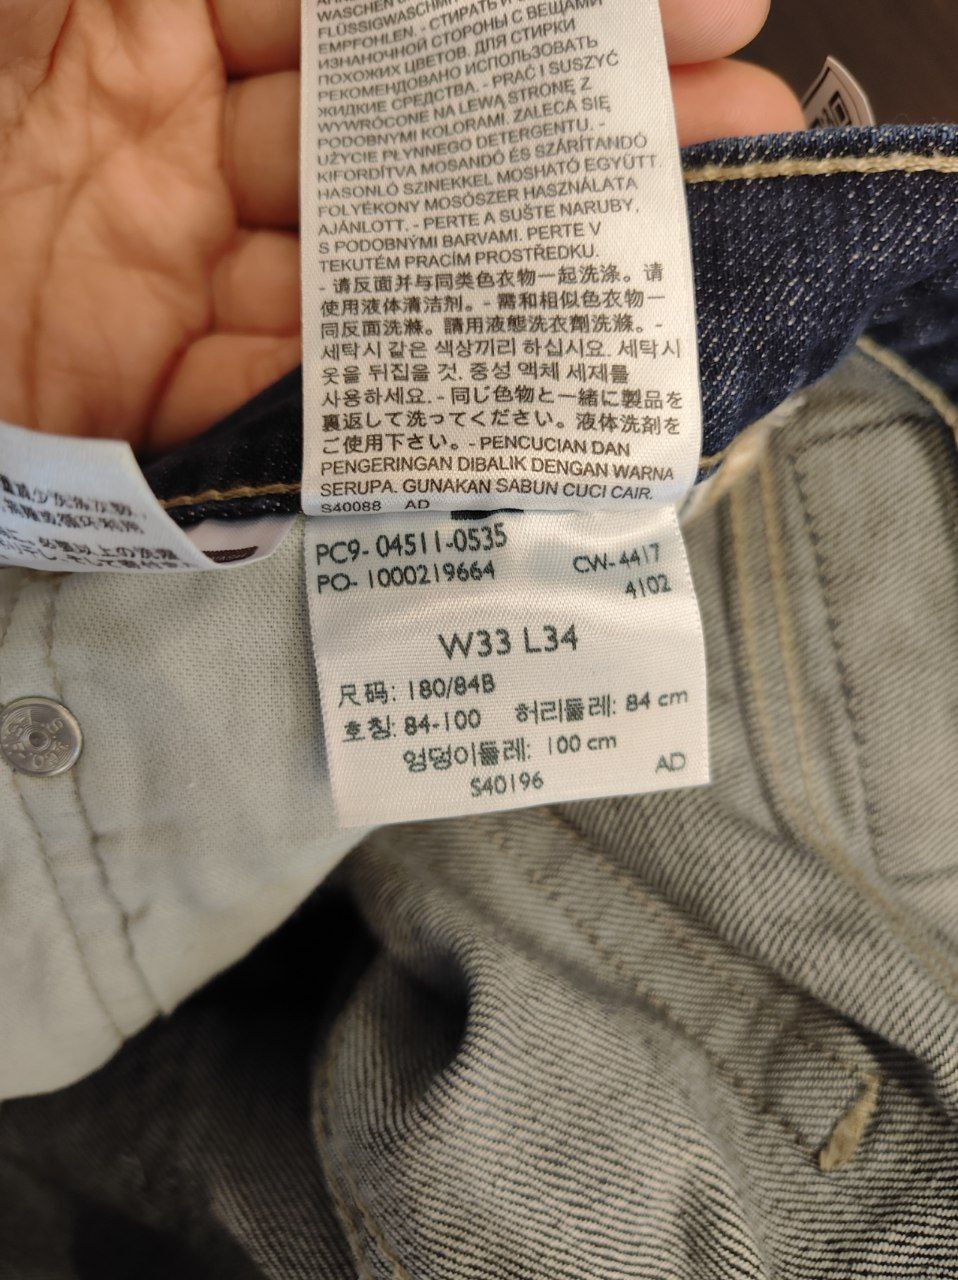 WASCHEN
FLÜSSIGWASCHMI
EMPFOHLEN. - СТИРАТЬ И
ИЗНАНОЧНОЙ СТОРОНЫ С ВЕЩАМИ
ПОХОЖИХ ЦВЕТОВ. ДЛЯ СТИРКИ
РЕКОМЕНДОВАНО ИСПОЛЬЗОВАТЬ
ЖИДКИЕ СРЕДСТВА. - PRAĆ I SUSZYĆ
WYWRÓCONE NA LEWĄ STRONĘ Z
PODOBNYMI KOLORAMI. ZALECA SIĘ
UŻYCIE PŁYNNEGO DETERGENTU. -
KIFORDÍTVA MOSANDÓ ÉS SZÁRÍTANDÓ
HASONLÓ SZINEKKEL MOSHATÓ EGYÜTT.
FOLYÉKONY MOSÓSZER HASZNÁLATA
AJÁNLOTT. - PERTE A SUŠTE NARUBY,
S PODOBNÝMI BARVAMI. PERTE V
TEKUTÉM PRACÍM PROSTŘEDKU.
- 请反面并与同类色衣物一起洗涤。请
使用液体清洁剂。- 需和相似色衣物一
同反面洗滌。請用液態洗衣劑洗滌。-
세탁시 같은 색상끼리 하십시요. 세탁시
옷을 뒤집을 것. 중성 액체 세제를
사용하세요. - 同じ色物と一緒に製品を
裏返して洗ってください。液体洗剤を
ご使用下さい。- PENCUCIAN DAN
PENGERINGAN DIBALIK DENGAN WARNA
SERUPA. GUNAKAN SABUN CUCI CAIR.
S40088 AD
PC9- 04511-0535
PO- 1000219664 CW- 4417
4102
W33 L34
尺码: 180/84B
호칭: 84-100 허리둘레: 84 cm
엉덩이둘레: 100 cm
S40196 AD